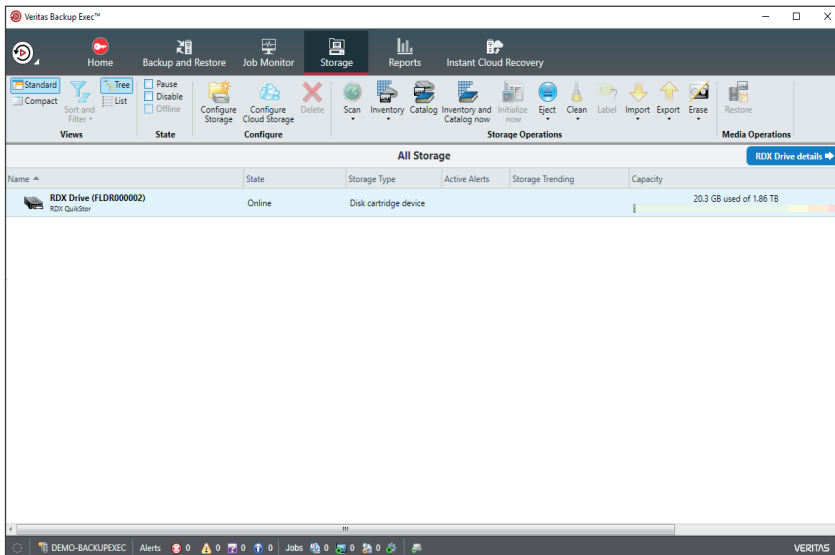 Veritas Backup Exec™
Home
Backup and Restore
Job Monitor
Storage
Reports
Instant Cloud Recovery
Standard
Compact
Sort and
Filter
Tree
List
Views
Pause
Disable
Offline
State
Configure
Storage
Configure
Cloud Storage
Delete
Configure
Scan
Inventory
Catalog
Inventory and
Catalog now
Initialize
now
Eject
Clean
Label
Import
Export
Erase
Storage Operations
Restore
Media Operations
All Storage
RDX Drive details
Name
State
Storage Type
Active Alerts
Storage Trending
Capacity
RDX Drive (FLDR000002)
RDX QuikStor
Online
Disk cartridge device
20.3 GB used of 1.86 TB
DEMO-BACKUPEXEC Alerts 0 0 0 0 Jobs 0 0 0 0
VERITAS